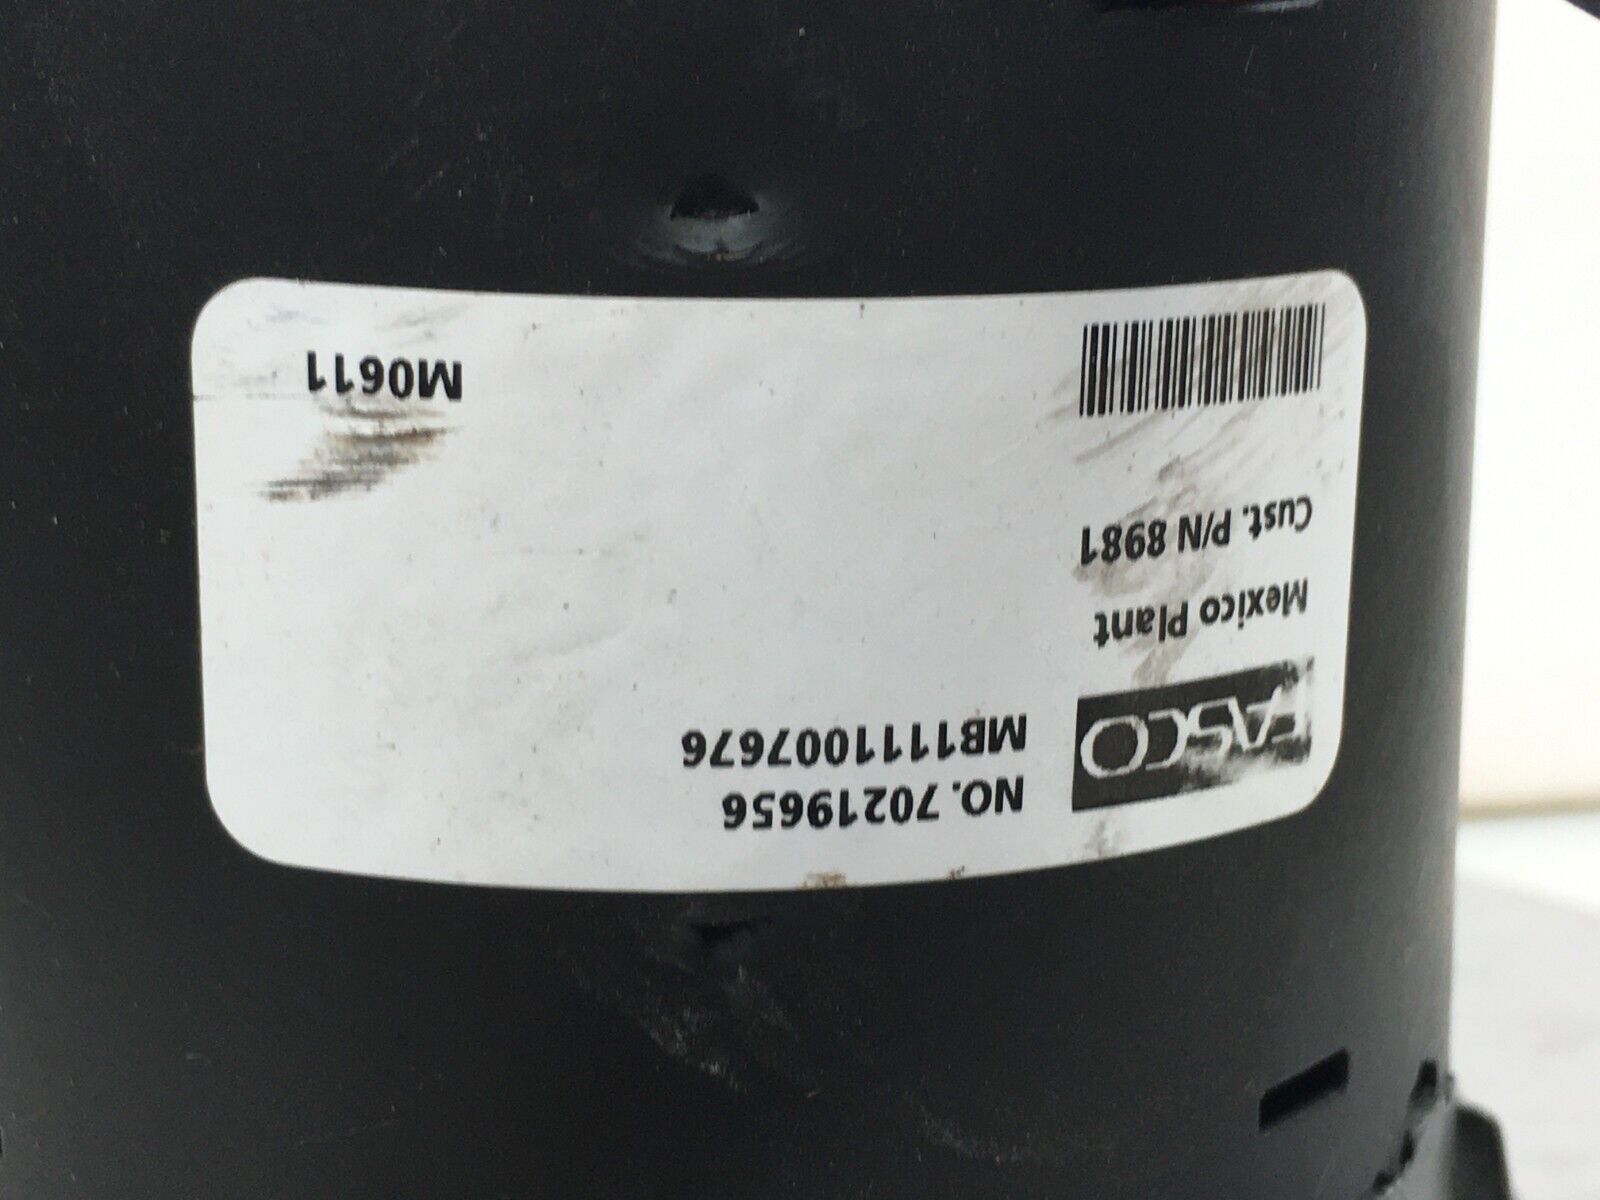 FASCO
NO. 70219656
MB1111007676
Mexico Plant
Cust. P/N 8981
M0611